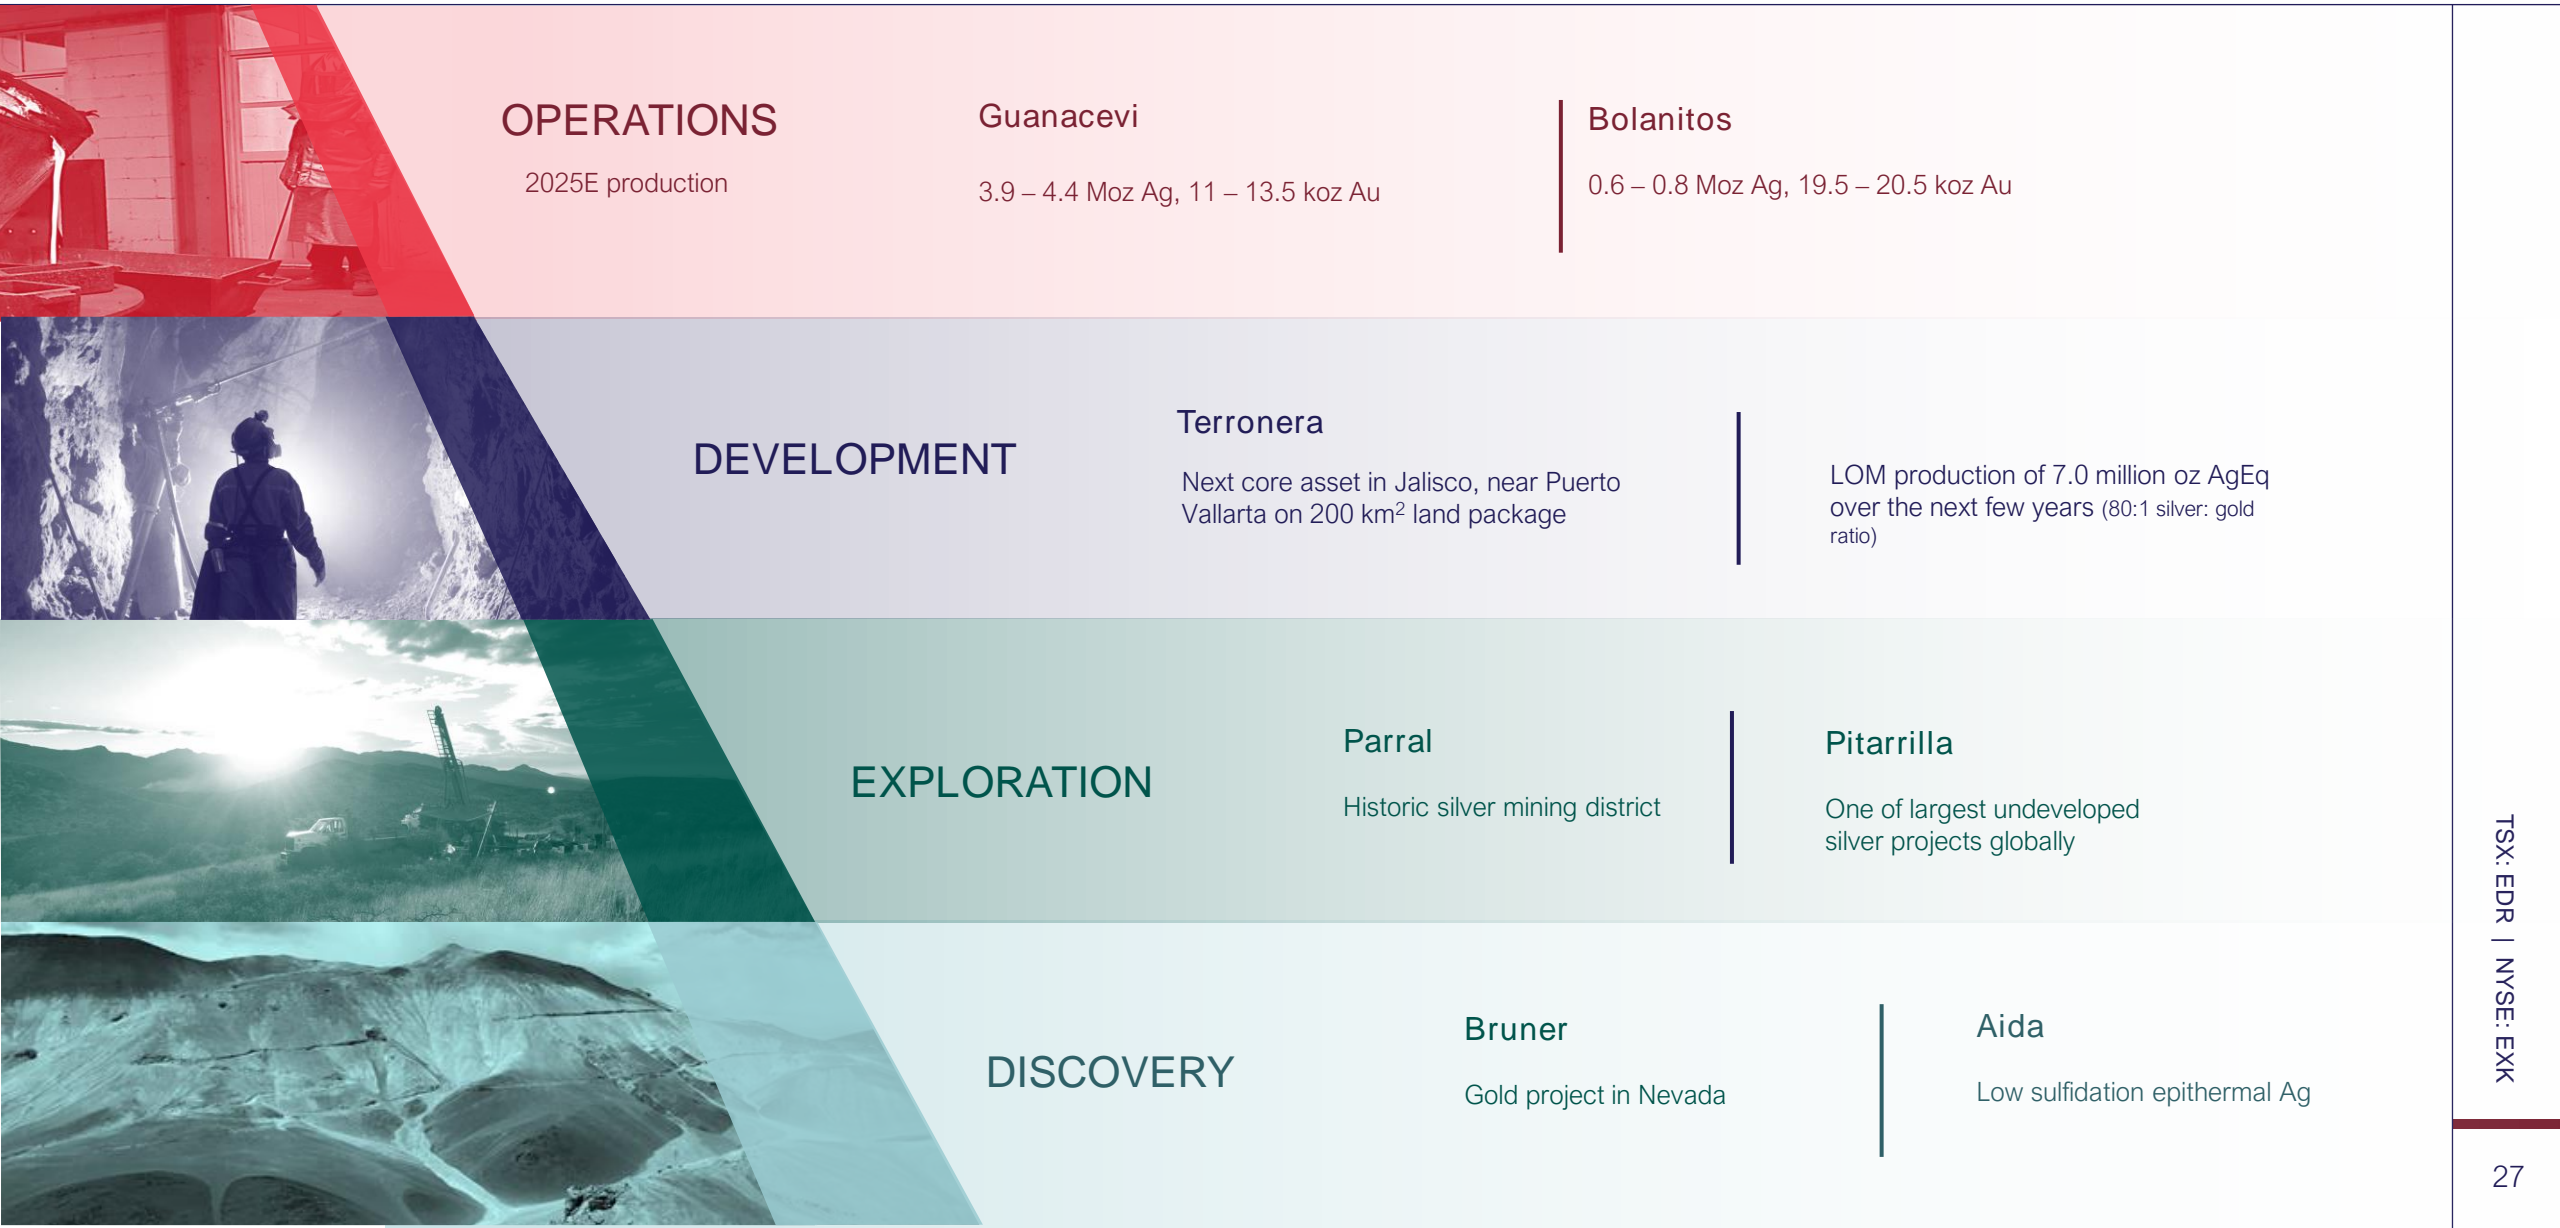 OPERATIONS
2025E production
Guanacevi
3.9 – 4.4 Moz Ag, 11 – 13.5 koz Au
Bolanitos
0.6 – 0.8 Moz Ag, 19.5 – 20.5 koz Au
DEVELOPMENT
Terronera
Next core asset in Jalisco, near Puerto
Vallarta on 200 km² land package
LOM production of 7.0 million oz AgEq
over the next few years (80:1 silver: gold
ratio)
EXPLORATION
Parral
Historic silver mining district
Pitarrilla
One of largest undeveloped
silver projects globally
DISCOVERY
Bruner
Gold project in Nevada
Aida
Low sulfidation epithermal Ag
TSX: EDR | NYSE: EXK
27